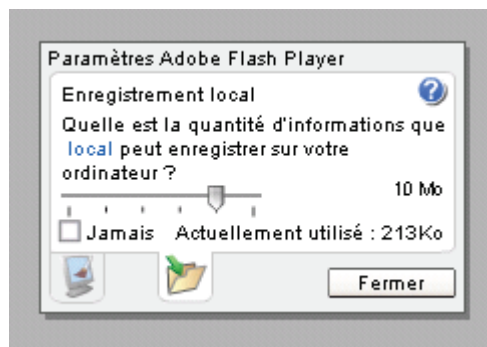 Paramètres Adobe Flash Player
Enregistrement local
Quelle est la quantité d'informations que
local peut enregistrer sur votre
ordinateur ?
10 Mo
Jamais Actuellement utilisé : 213Ko
Fermer